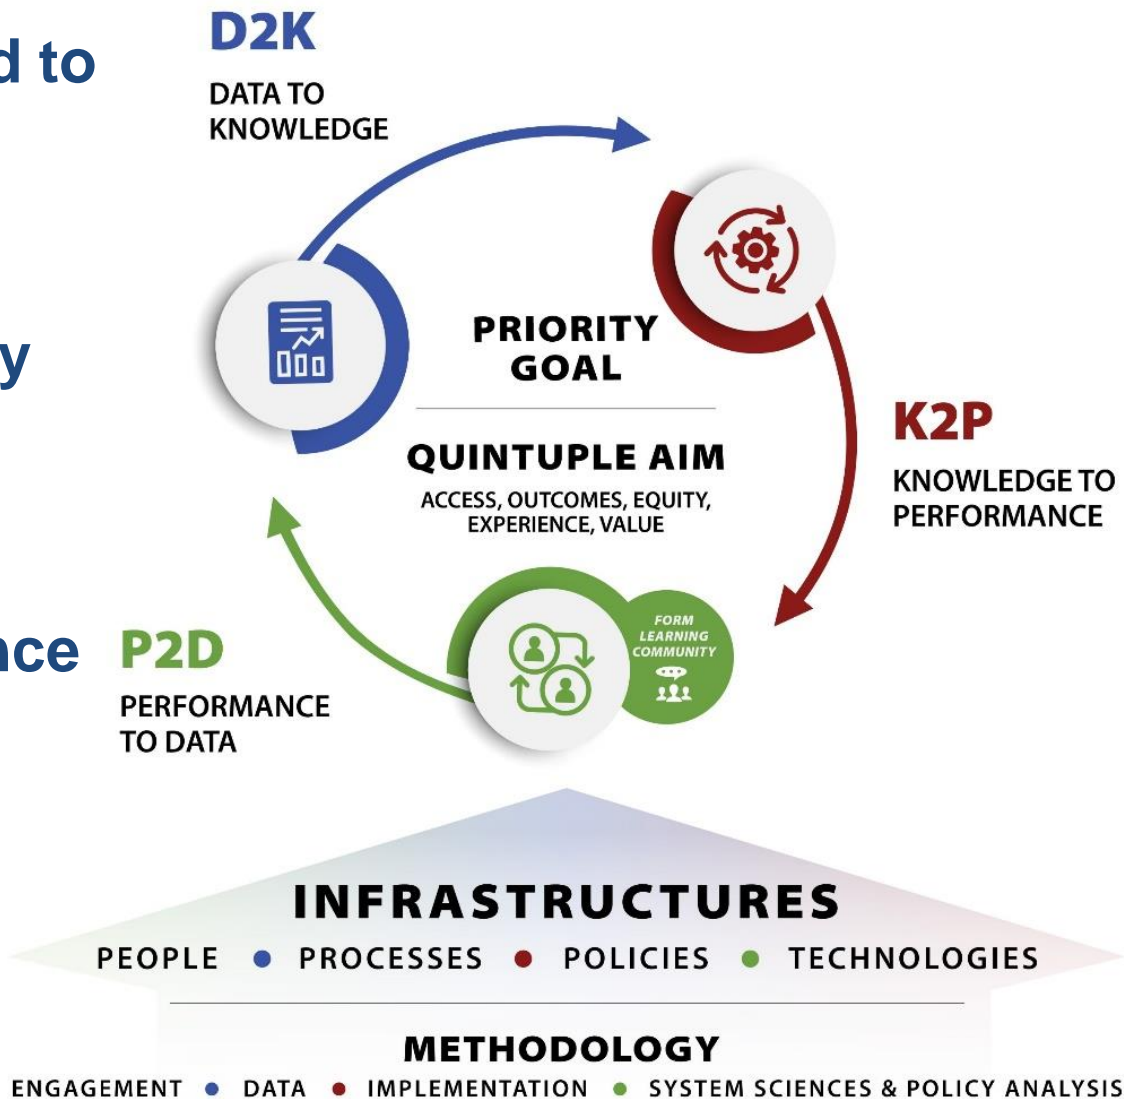 D2K
DATA TO
KNOWLEDGE
d to
y
nce
PRIORITY
GOAL
QUINTUPLE AIM
ACCESS, OUTCOMES, EQUITY,
EXPERIENCE, VALUE
K2P
KNOWLEDGE TO
PERFORMANCE
FORM
LEARNING
COMMUNITY
P2D
PERFORMANCE
TO DATA
INFRASTRUCTURES
PEOPLE • PROCESSES • POLICIES • TECHNOLOGIES
METHODOLOGY
ENGAGEMENT • DATA • IMPLEMENTATION • SYSTEM SCIENCES & POLICY ANALYSIS